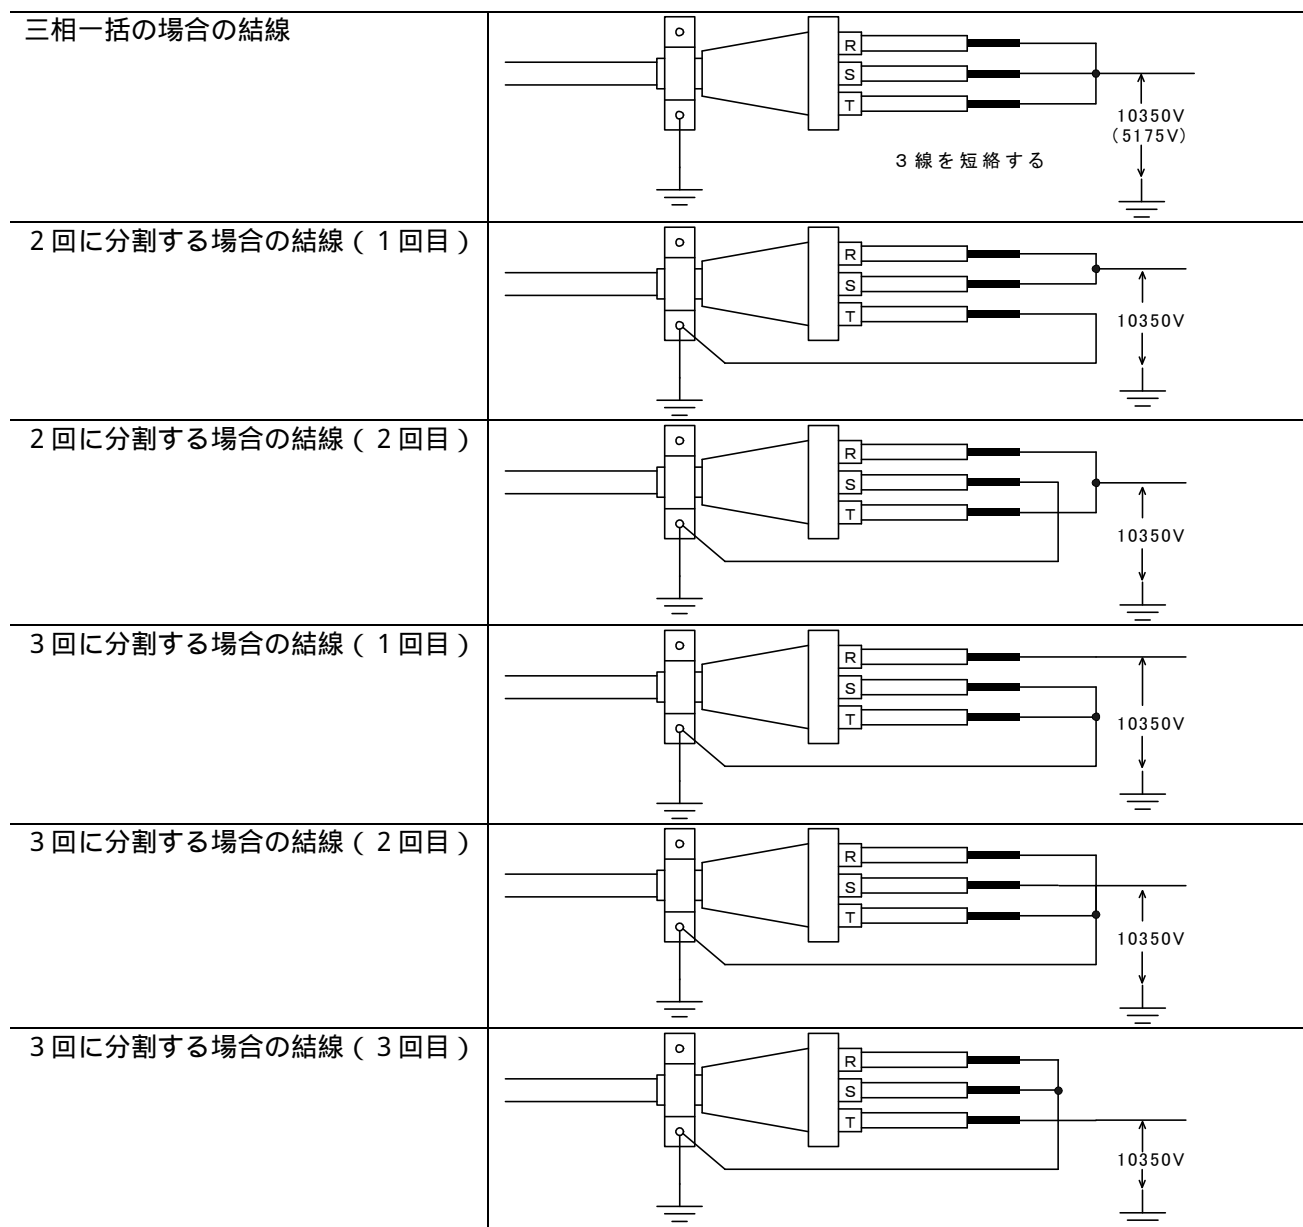 三相一括の場合の結線
R
S
T
10350V
(5175V)
3線を短絡する
2回に分割する場合の結線(1回目)
R
S
T
10350V
2回に分割する場合の結線(2回目)
R
S
T
10350V
3回に分割する場合の結線(1回目)
R
S
T
10350V
3回に分割する場合の結線(2回目)
R
S
T
10350V
3回に分割する場合の結線(3回目)
R
S
T
10350V